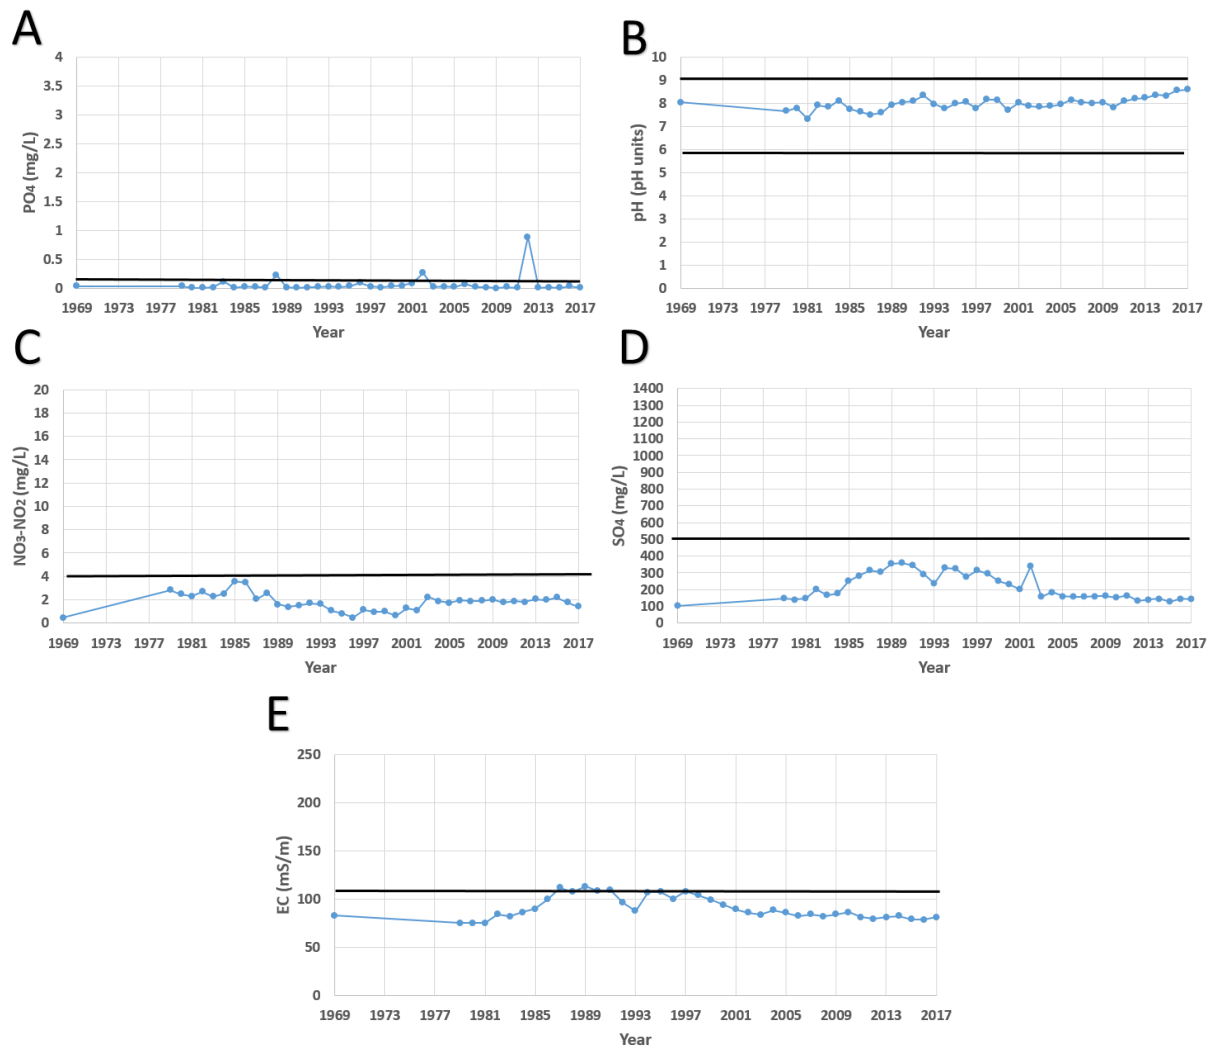 A
PO4 (mg/L)
4
3.5
3
2.5
2
1.5
1
0.5
0
1969 1973 1977 1981 1985 1989 1993 1997 2001 2005 2009 2013 2017
Year
B
pH (pH units)
10
9
8
7
6
5
4
3
2
1
0
1969 1973 1977 1981 1985 1989 1993 1997 2001 2005 2009 2013 2017
Year
C
NO3-NO2 (mg/L)
20
18
16
14
12
10
8
6
4
2
0
1969 1973 1977 1981 1985 1989 1993 1997 2001 2005 2009 2013 2017
Year
D
SO4 (mg/L)
1400
1300
1200
1100
1000
900
800
700
600
500
400
300
200
100
0
1969 1973 1977 1981 1985 1989 1993 1997 2001 2005 2009 2013 2017
Year
E
EC (mS/m)
250
200
150
100
50
0
1969 1973 1977 1981 1985 1989 1993 1997 2001 2005 2009 2013 2017
Year